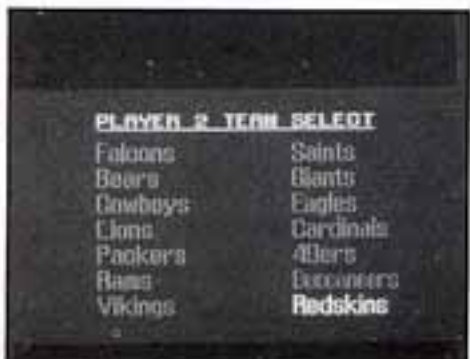 PLAYER 2 TEAM SELECT
Falcons Saints
Bears Giants
Cowboys Eagles
Lions Cardinals
Packers 49ers
Rams Buccaneers
Vikings Redskins